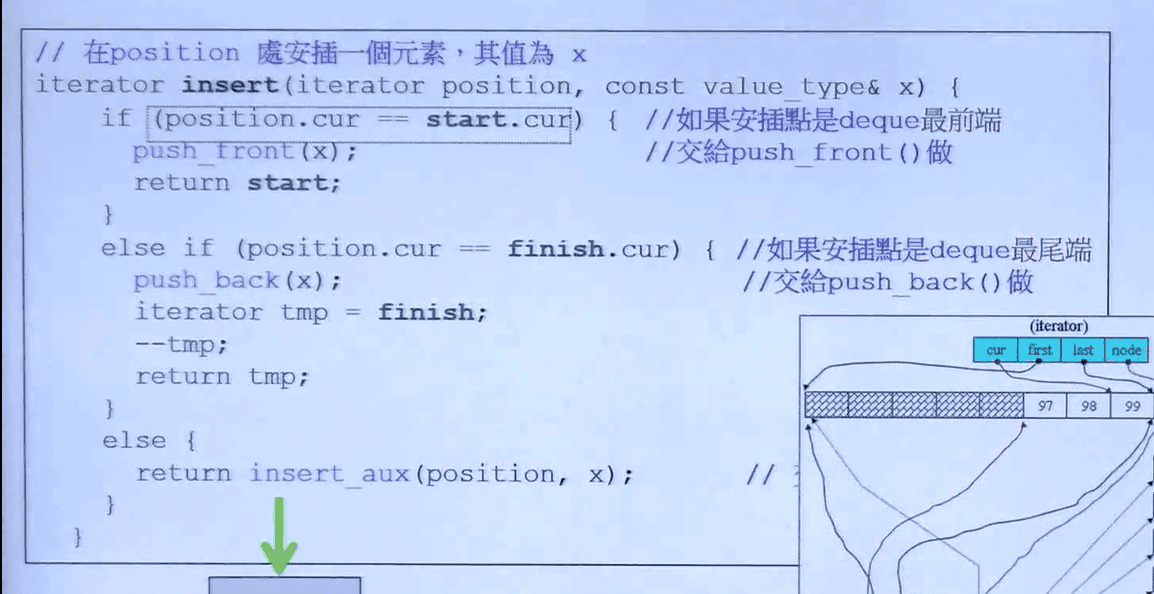 // 在position 處安插一個元素，其值為 x
iterator insert(iterator position, const value_type& x) {
if (position.cur == start.cur) { //如果安插點是deque最前端
push_front(x); //交給push_front()做
return start;
}
else if (position.cur == finish.cur) { //如果安插點是deque最尾端
push_back(x); //交給push_back()做
iterator tmp = finish;
--tmp;
return tmp;
}
else {
return insert_aux(position, x); //
}
}
(iterator)
cur first last node
97 98 99